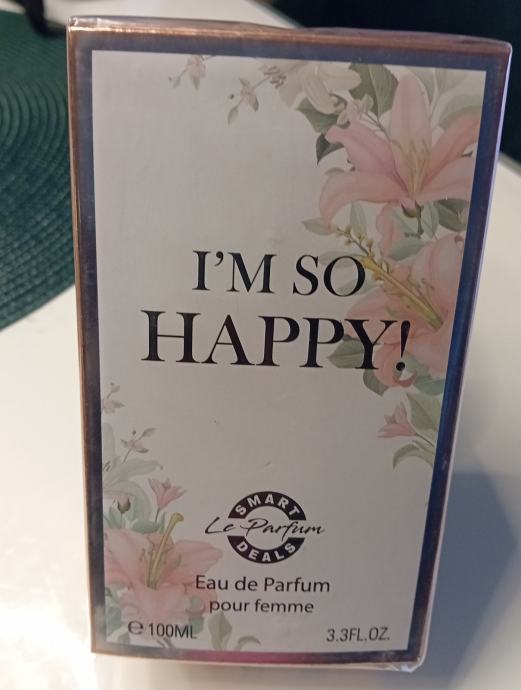 I'M SO
HAPPY!
SMART
Le Parfum
DEALS
Eau de Parfum
pour femme
℮ 100ML
3.3FL.OZ.